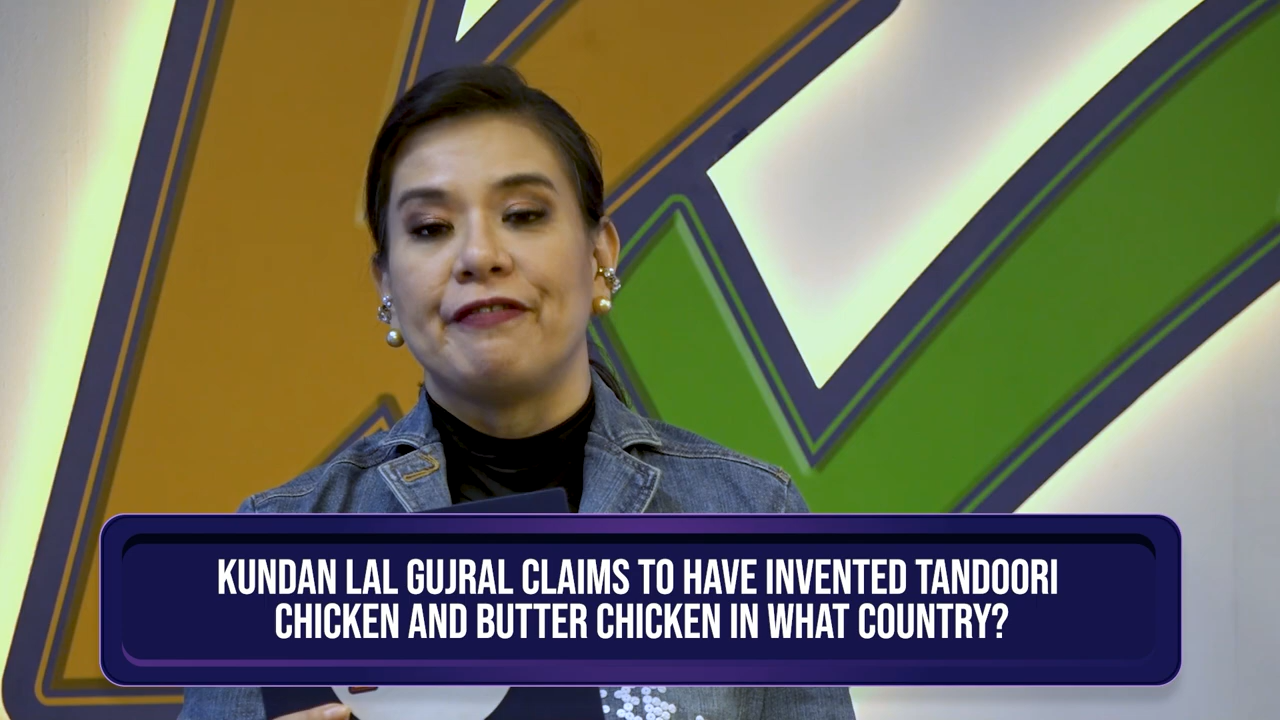 KUNDAN LAL GUJRAL CLAIMS TO HAVE INVENTED TANDOORI
CHICKEN AND BUTTER CHICKEN IN WHAT COUNTRY?